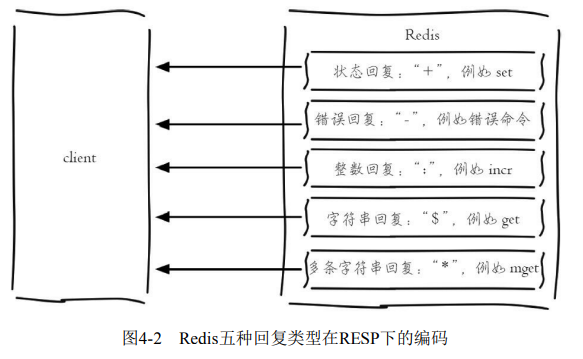 Redis
状态回复："+"，例如 set
错误回复："-"，例如错误命令
client
整数回复：":"，例如 incr
字符串回复："$"，例如 get
多条字符串回复："*"，例如 mget
图4-2 Redis五种回复类型在RESP下的编码